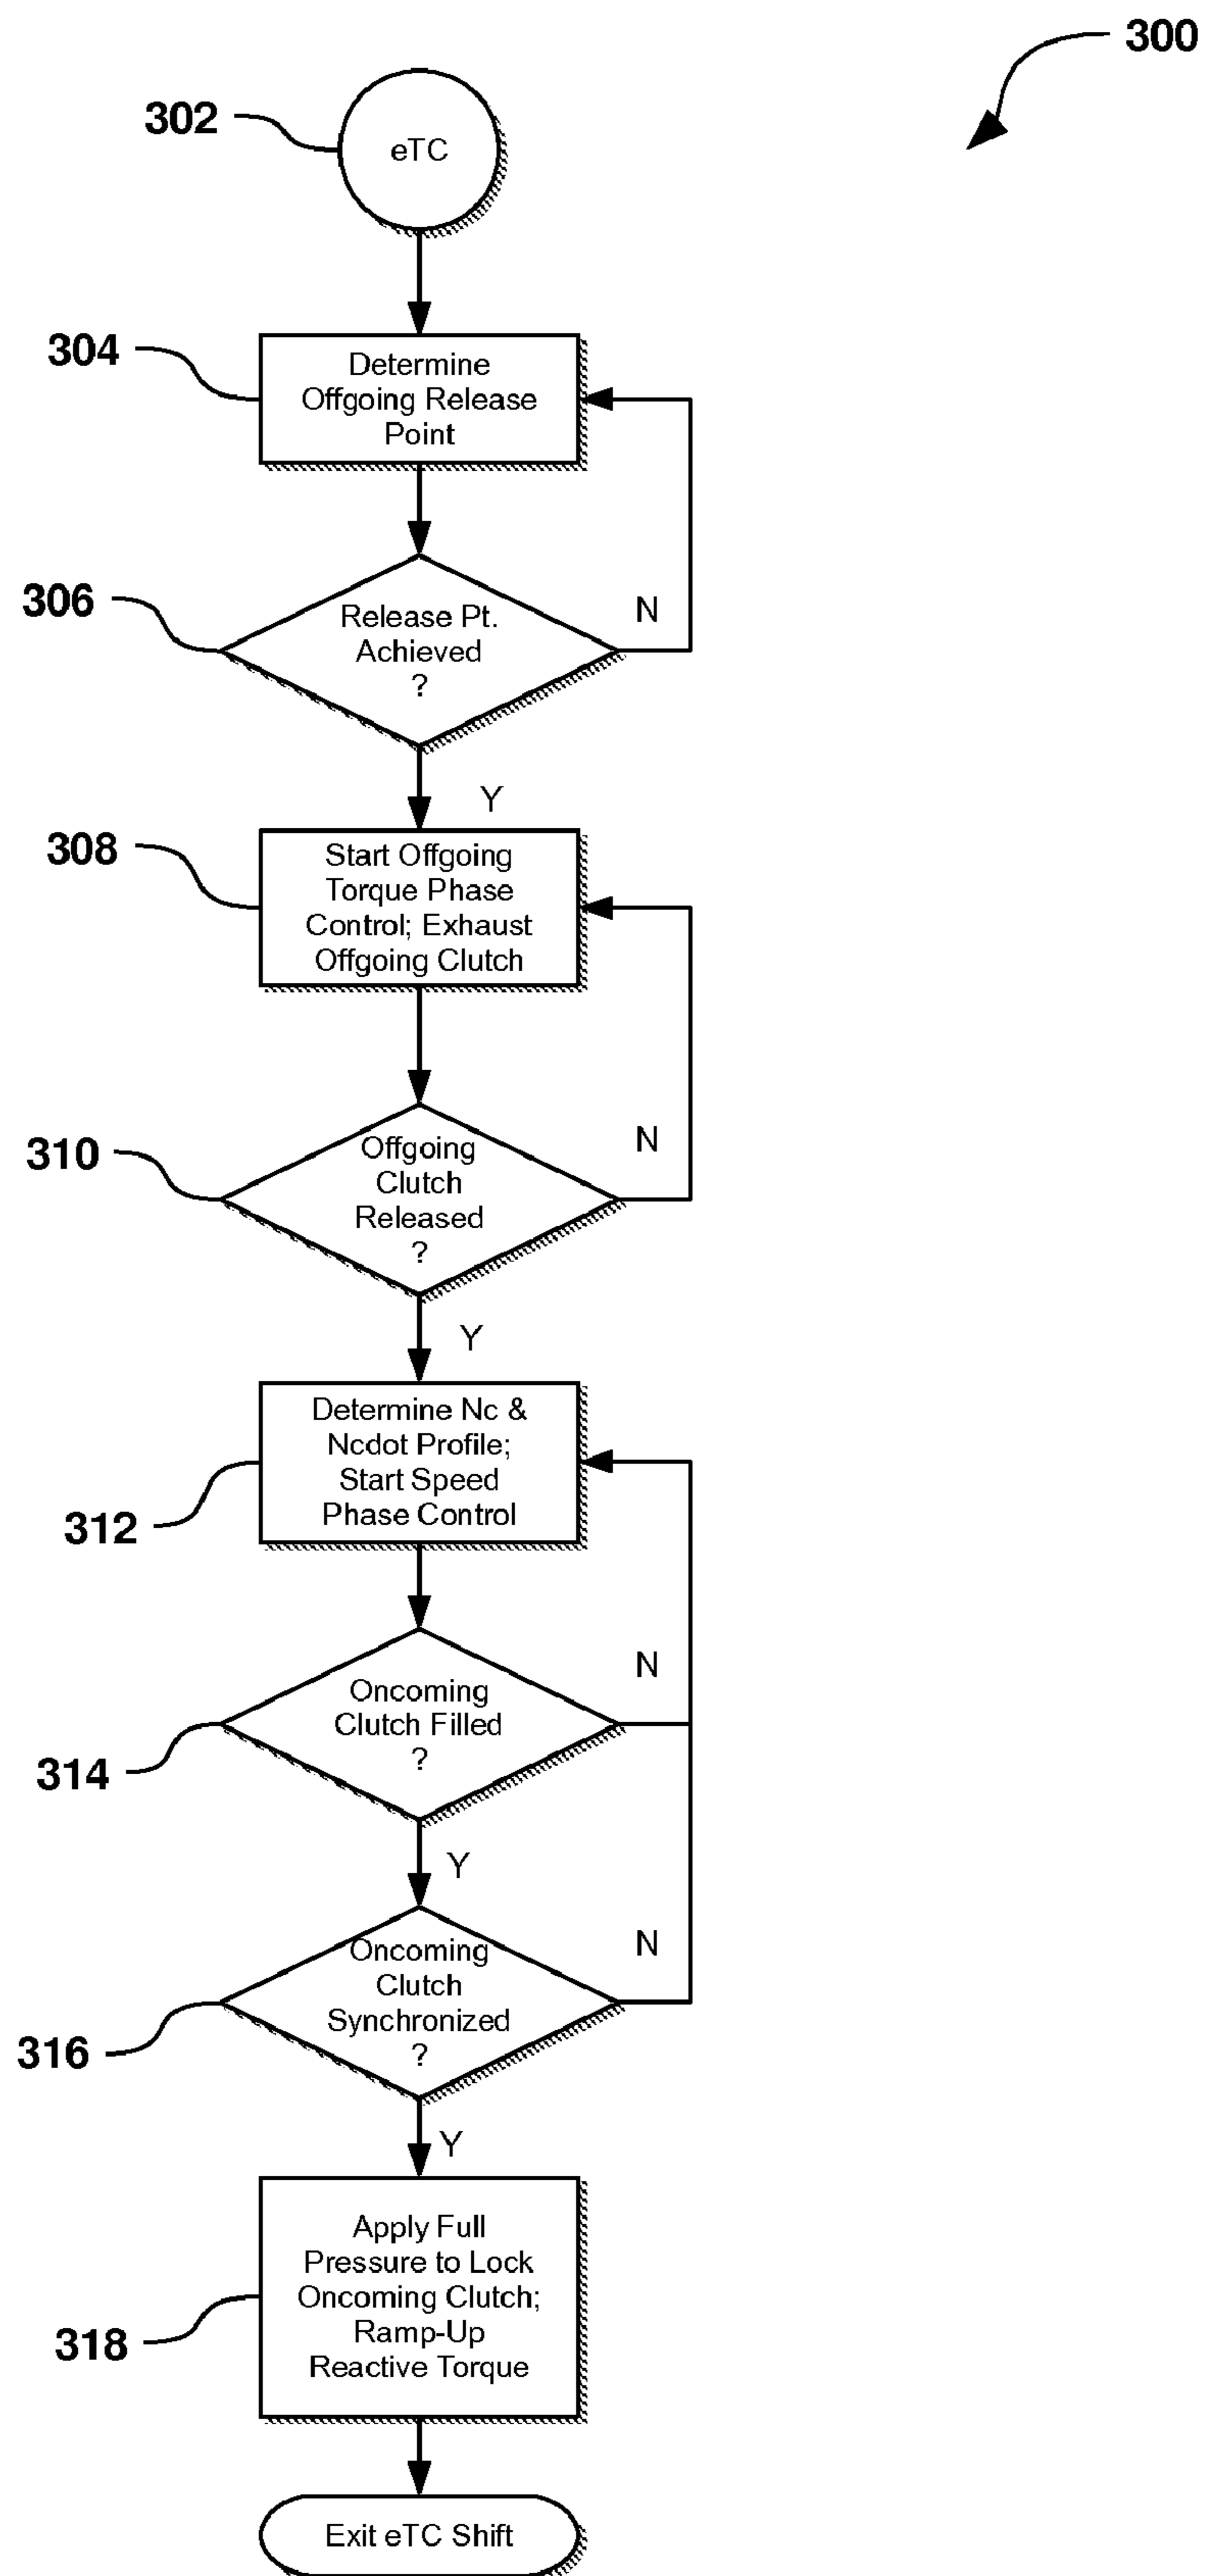 300
302
eTC
304
Determine
Offgoing Release
Point
306
Release Pt.
Achieved
?
N
Y
308
Start Offgoing
Torque Phase
Control; Exhaust
Offgoing Clutch
310
Offgoing
Clutch
Released
?
N
Y
312
Determine Nc &
Ncdot Profile;
Start Speed
Phase Control
314
Oncoming
Clutch Filled
?
N
Y
316
Oncoming
Clutch
Synchronized
?
N
Y
318
Apply Full
Pressure to Lock
Oncoming Clutch;
Ramp-Up
Reactive Torque
Exit eTC Shift